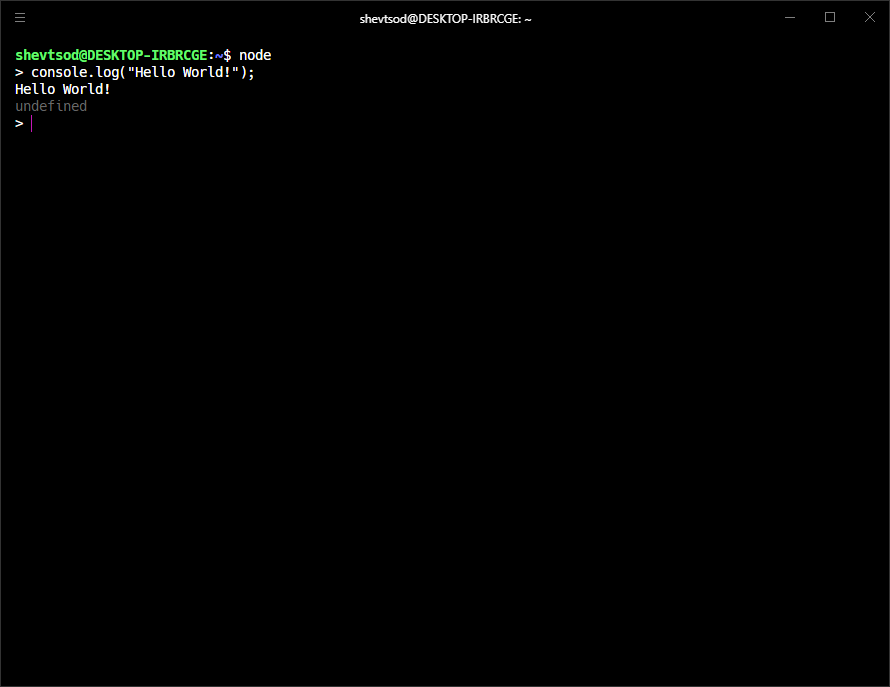 shevtsod@DESKTOP-IRBRCGE: ~
shevtsod@DESKTOP-IRBRCGE:~$ node
> console.log("Hello World!");
Hello World!
undefined
>